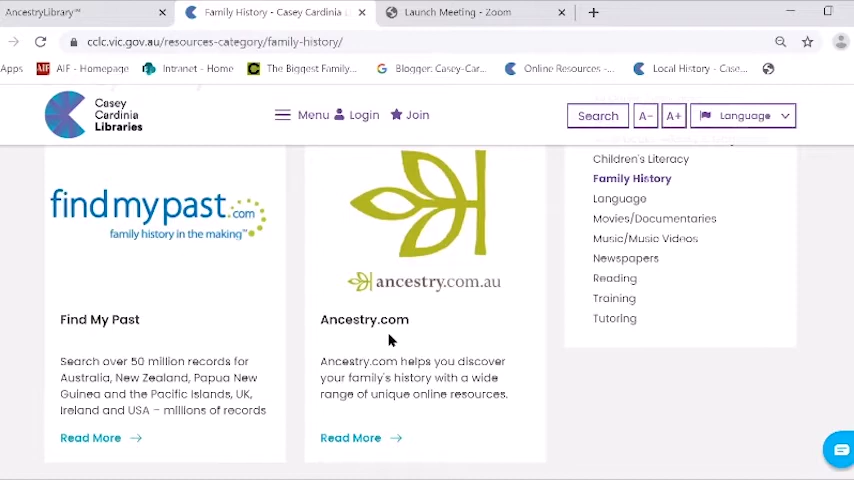 AncestryLibrary™
Family History - Casey Cardinia L
Launch Meeting - Zoom
cclc.vic.gov.au/resources-category/family-history/
Apps
AIF - Homepage
Intranet - Home
The Biggest Family...
Blogger: Casey-Car...
Online Resources -...
Local History - Case...
Casey
Cardinia
Libraries
Menu
Login
Join
Search
A-
A+
Language
findmypast.com
family history in the making™
ancestry.com.au
Find My Past
Search over 50 million records for
Australia, New Zealand, Papua New
Guinea and the Pacific Islands, UK,
Ireland and USA – millions of records
Read More
Ancestry.com
Ancestry.com helps you discover
your family's history with a wide
range of unique online resources.
Read More
Children's Literacy
Family History
Language
Movies/Documentaries
Music/Music Videos
Newspapers
Reading
Training
Tutoring